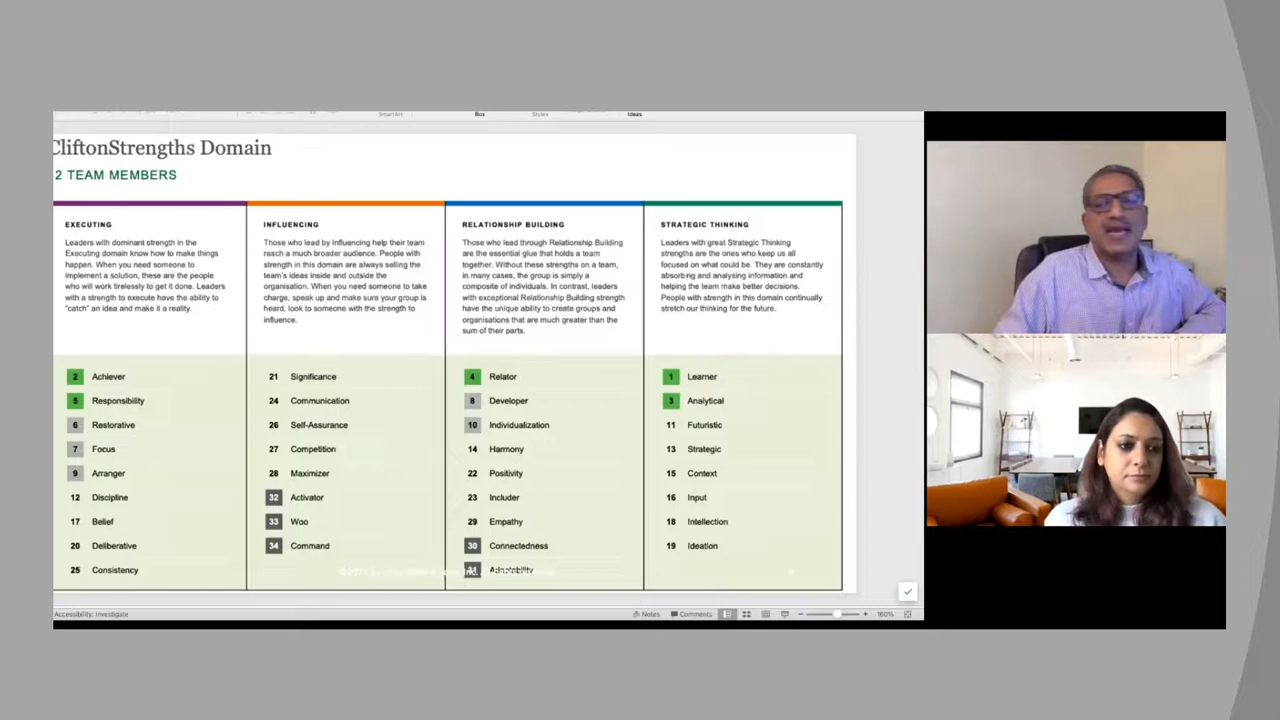 SmartArt
Box
Styles
Ideas
CliftonStrengths Domain
2 TEAM MEMBERS
EXECUTING
Leaders with dominant strength in the
Executing domain know how to make things
happen. When you need someone to
implement a solution, these are the people
who will work tirelessly to get it done. Leaders
with a strength to execute have the ability to
"catch" an idea and make it a reality.
2 Achiever
5 Responsibility
6 Restorative
7 Focus
9 Arranger
12 Discipline
17 Belief
20 Deliberative
25 Consistency
INFLUENCING
Those who lead by Influencing help their team
reach a much broader audience. People with
strength in this domain are always selling the
team's ideas inside and outside the
organisation. When you need someone to take
charge, speak up and make sure your group is
heard, look to someone with the strength to
influence.
21 Significance
24 Communication
26 Self-Assurance
27 Competition
28 Maximizer
32 Activator
33 Woo
34 Command
RELATIONSHIP BUILDING
Those who lead through Relationship Building
are the essential glue that holds a team
together. Without these strengths on a team,
in many cases, the group is simply a
composite of individuals. In contrast, leaders
with exceptional Relationship Building strength
have the unique ability to create groups and
organisations that are much greater than the
sum of their parts.
4 Relator
8 Developer
10 Individualization
14 Harmony
22 Positivity
23 Includer
29 Empathy
30 Connectedness
31 Adaptability
STRATEGIC THINKING
Leaders with great Strategic Thinking
strengths are the ones who keep us all
focused on what could be. They are constantly
absorbing and analysing information and
helping the team make better decisions.
People with strength in this domain continually
stretch our thinking for the future.
1 Learner
3 Analytical
11 Futuristic
13 Strategic
15 Context
16 Input
18 Intellection
19 Ideation
Accessibility: Investigate
Notes
Comments
160%